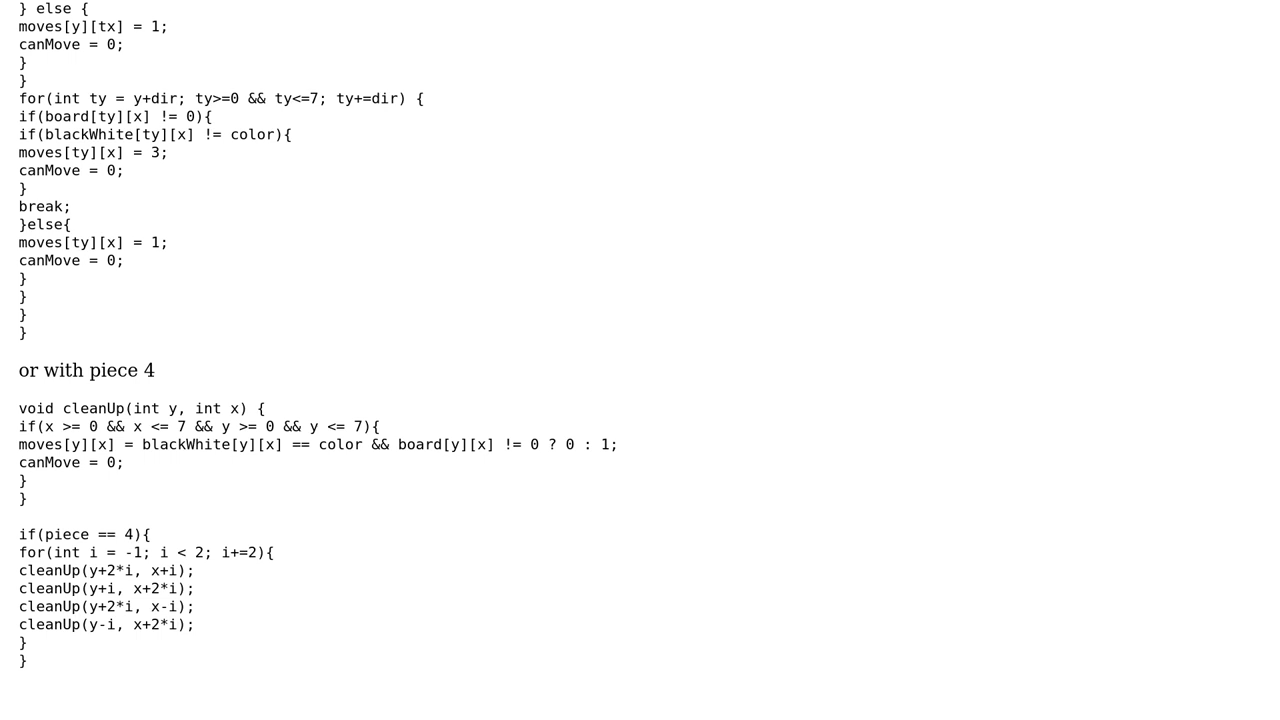 } else {
moves[y][tx] = 1;
canMove = 0;
}
}
for(int ty = y+dir; ty>=0 && ty<=7; ty+=dir) {
if(board[ty][x] != 0){
if(blackWhite[ty][x] != color){
moves[ty][x] = 3;
canMove = 0;
}
break;
}else{
moves[ty][x] = 1;
canMove = 0;
}
}
}
}
or with piece 4
void cleanUp(int y, int x) {
if(x >= 0 && x <= 7 && y >= 0 && y <= 7){
moves[y][x] = blackWhite[y][x] == color && board[y][x] != 0 ? 0 : 1;
canMove = 0;
}
}
if(piece == 4){
for(int i = -1; i < 2; i+=2){
cleanUp(y+2*i, x+i);
cleanUp(y+i, x+2*i);
cleanUp(y+2*i, x-i);
cleanUp(y-i, x+2*i);
}
}